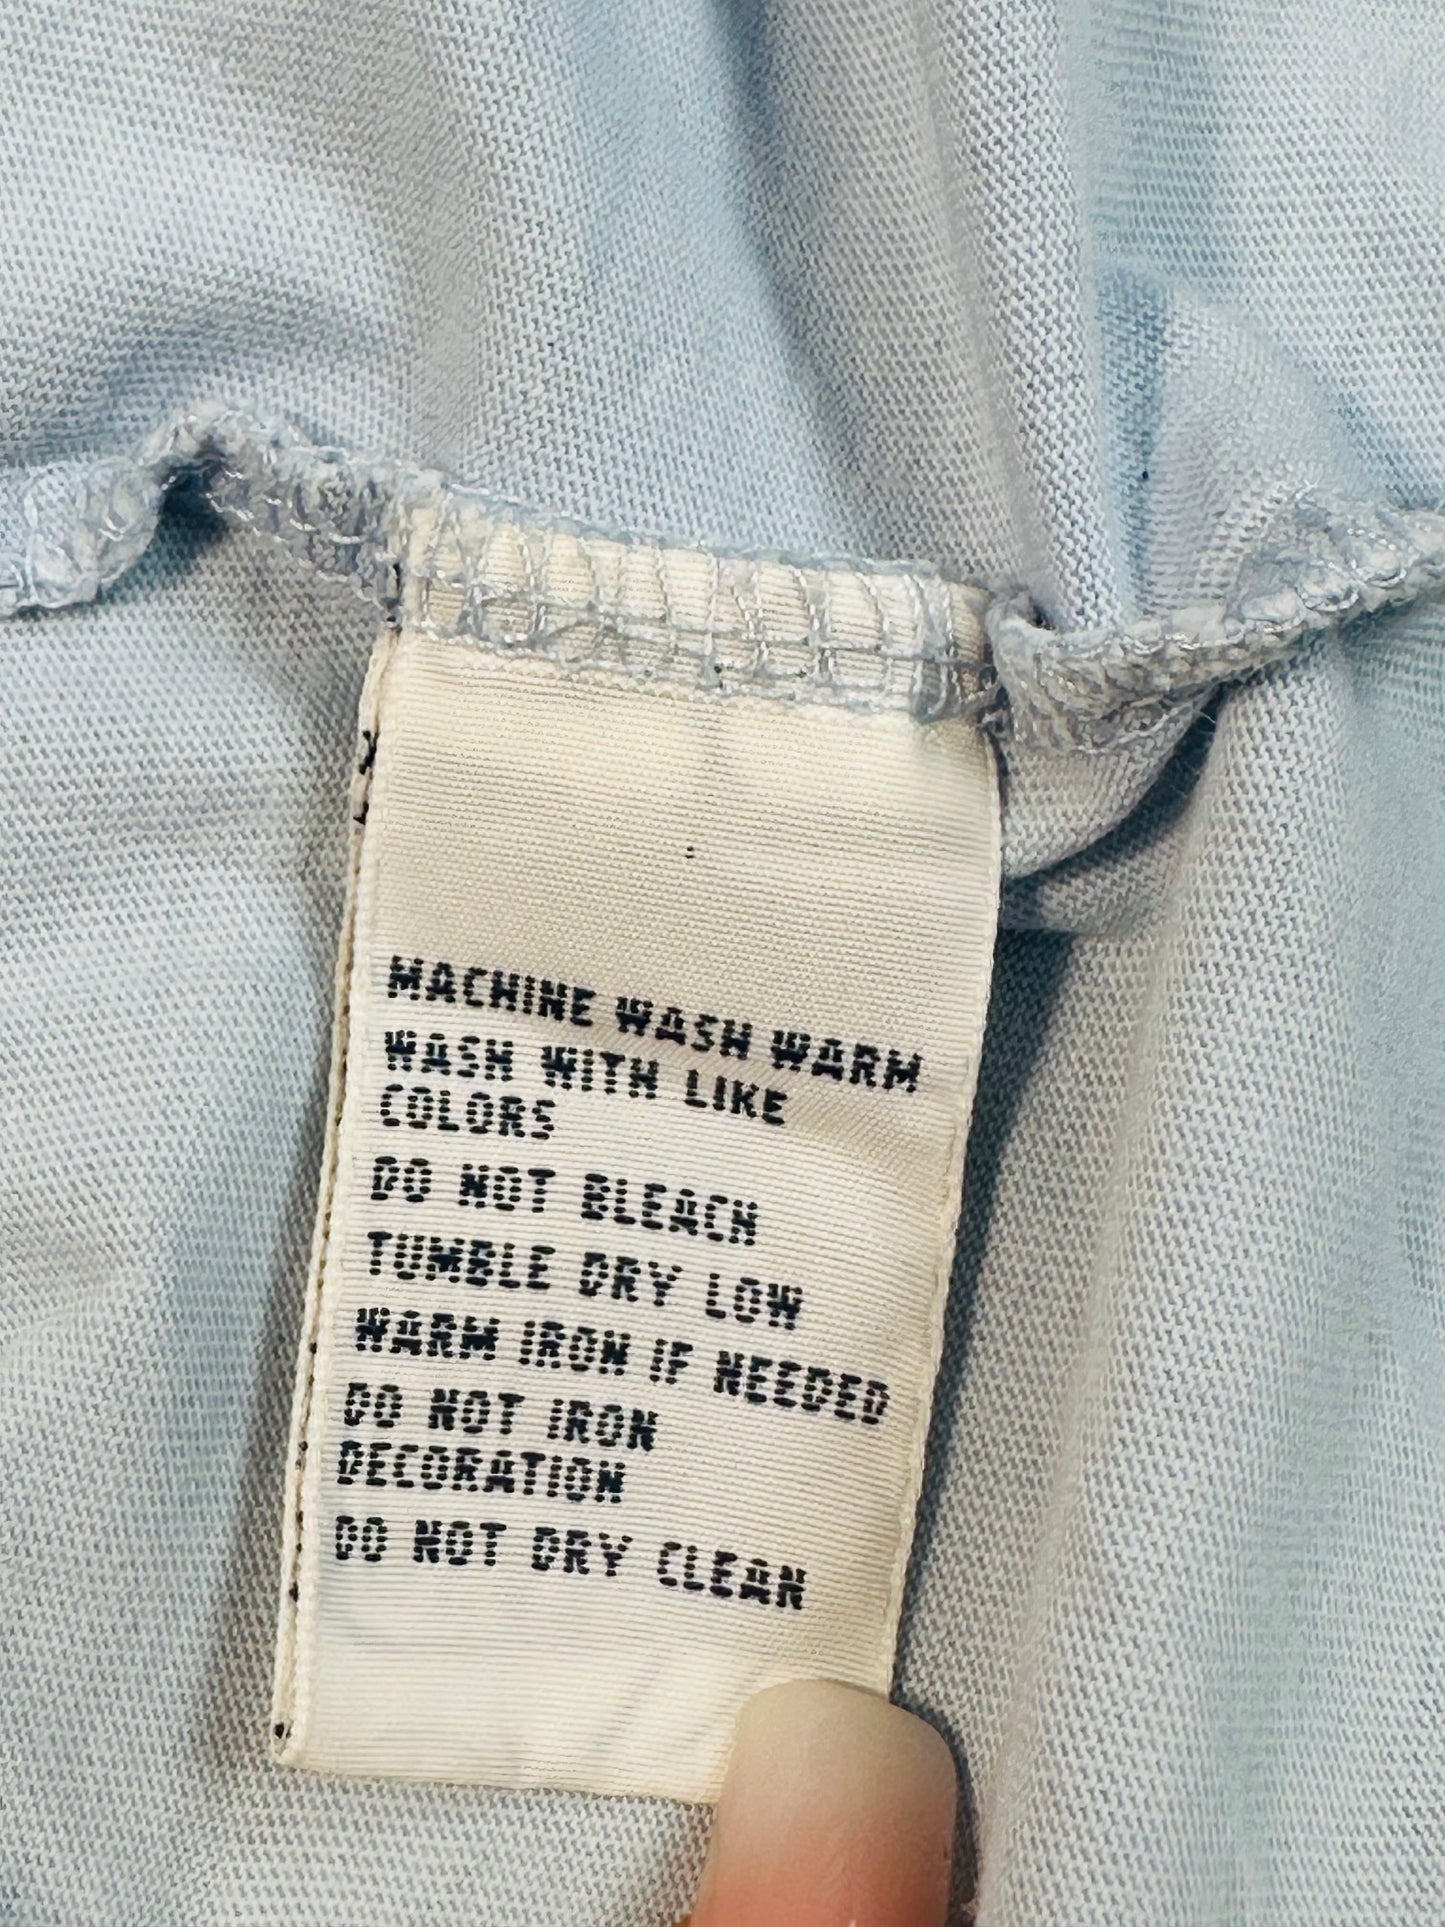 MACHINE WASH WARM
WASH WITH LIKE
COLORS
DO NOT BLEACH
TUMBLE DRY LOW
WARM IRON IF NEEDED
DO NOT IRON
DECORATION
DO NOT DRY CLEAN